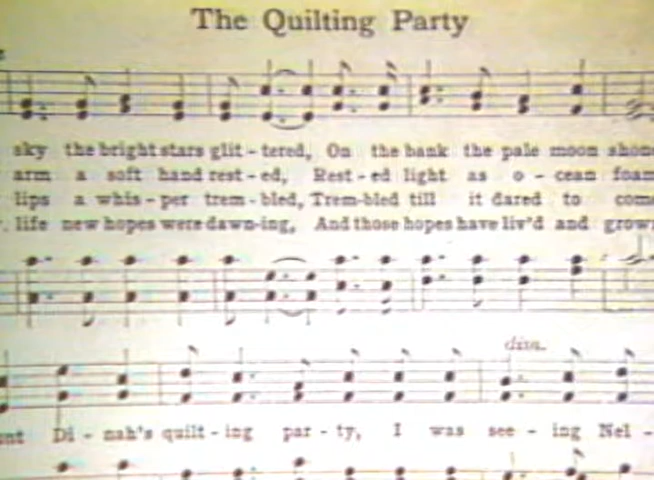 The Quilting Party
sky the bright stars glit - tered, On the bank the pale moon shone
arm a soft hand rest - ed, Rest - ed light as o - cean foam
lips a whis - per trem - bled, Trem - bled till it dared to come
life new hopes were dawn - ing, And those hopes have liv'd and grown
dim.
Di - nah's quilt - ing par - ty, I was see - ing Nel -